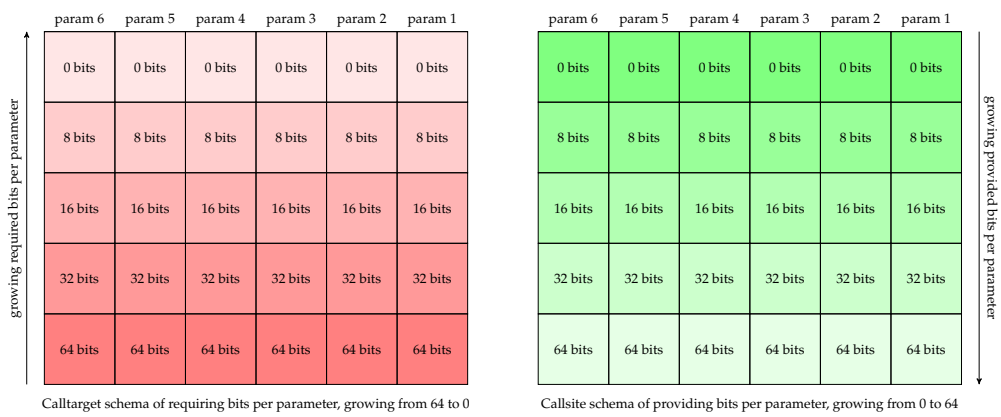 param 6 param 5 param 4 param 3 param 2 param 1
0 bits 0 bits 0 bits 0 bits 0 bits 0 bits
8 bits 8 bits 8 bits 8 bits 8 bits 8 bits
16 bits 16 bits 16 bits 16 bits 16 bits 16 bits
32 bits 32 bits 32 bits 32 bits 32 bits 32 bits
64 bits 64 bits 64 bits 64 bits 64 bits 64 bits
growing required bits per parameter
Calltarget schema of requiring bits per parameter, growing from 64 to 0
param 6 param 5 param 4 param 3 param 2 param 1
0 bits 0 bits 0 bits 0 bits 0 bits 0 bits
8 bits 8 bits 8 bits 8 bits 8 bits 8 bits
16 bits 16 bits 16 bits 16 bits 16 bits 16 bits
32 bits 32 bits 32 bits 32 bits 32 bits 32 bits
64 bits 64 bits 64 bits 64 bits 64 bits 64 bits
growing provided bits per parameter
Callsite schema of providing bits per parameter, growing from 0 to 64